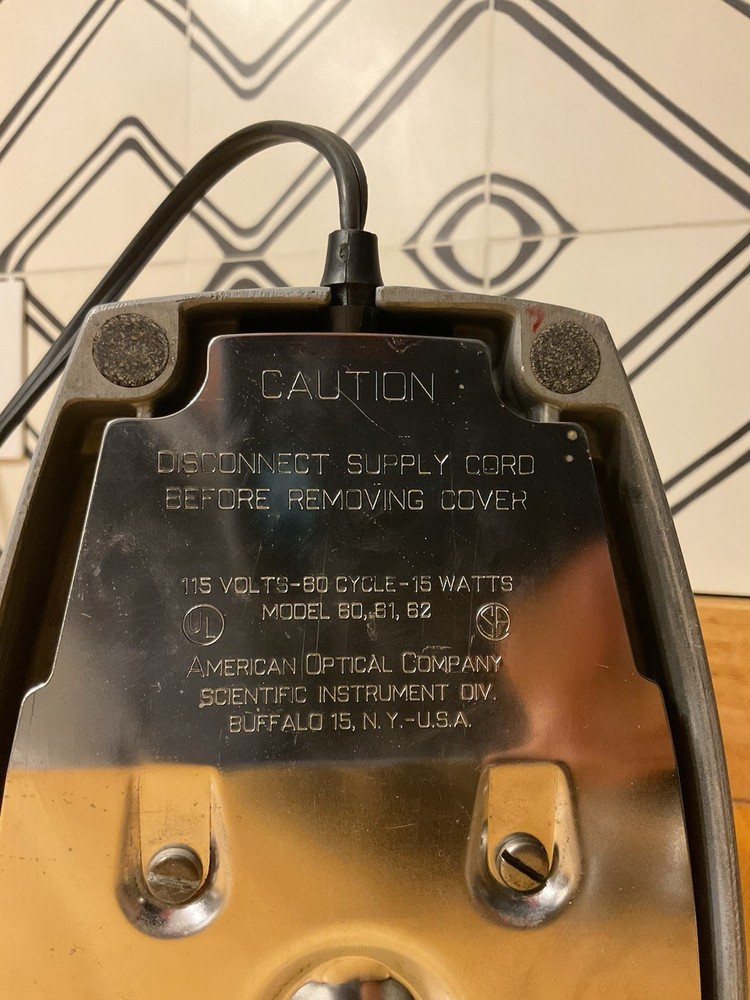 CAUTION
DISCONNECT SUPPLY CORD
BEFORE REMOVING COVER
115 VOLTS-60 CYCLE-15 WATTS
MODEL 60, 61, 62
UL
SA
AMERICAN OPTICAL COMPANY
SCIENTIFIC INSTRUMENT DIV.
BUFFALO 15, N.Y.-U.S.A.